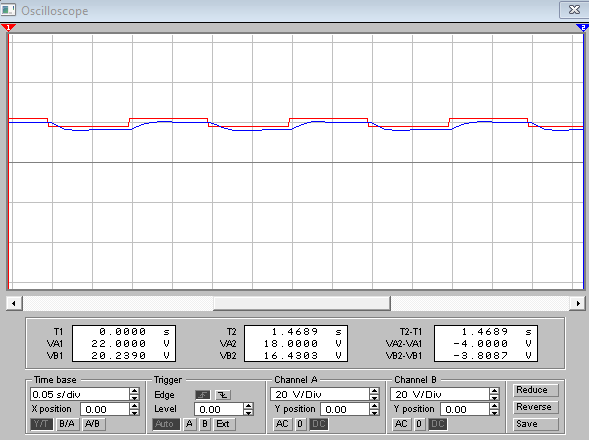 Oscilloscope
1 2
T1 0.0000 s T2 1.4689 s T2-T1 1.4689 s
VA1 22.0000 V VA2 18.0000 V VA2-VA1 -4.0000 V
VB1 20.2390 V VB2 16.4303 V VB2-VB1 -3.8087 V
Time base Trigger Channel A Channel B
0.05 s/div Edge 20 V/Div 20 V/Div Reduce
X position 0.00 Level 0.00 Y position 0.00 Y position 0.00 Reverse
Y/T B/A A/B Auto A B Ext AC 0 DC AC 0 DC Save